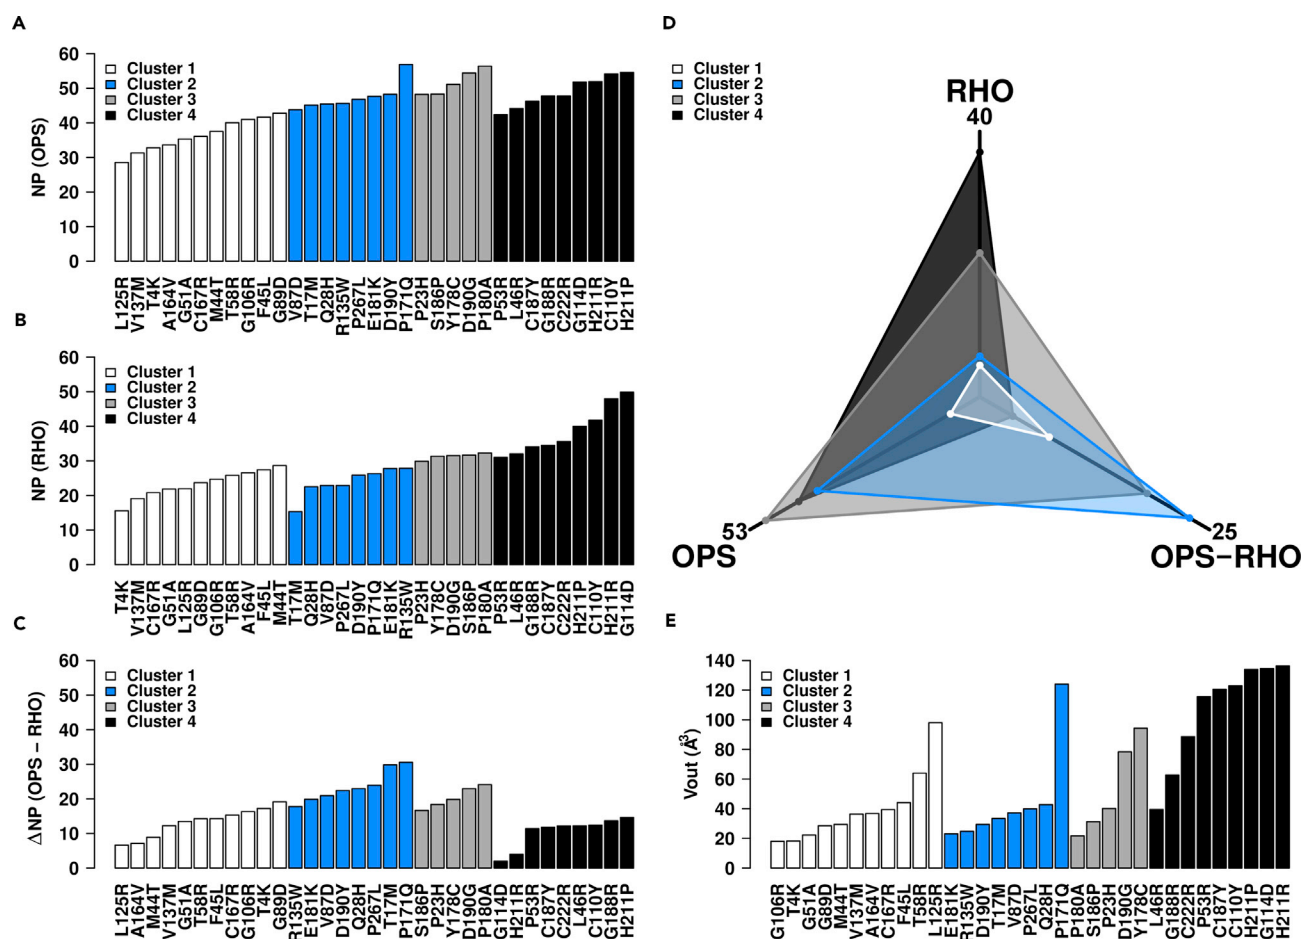 A
60
50
40
30
20
10
0
NP (OPS)
Cluster 1
Cluster 2
Cluster 3
Cluster 4
L125R V137M T4K A164V G51A C167R M44T T58R G106R F45L G89D V87D T17M Q28H R135W P267L E181K D190Y P171Q P23H S186P Y178C D190G P180A P53R L46R C187Y G188R C222R G114D H211R C110Y H211P
B
60
50
40
30
20
10
0
NP (RHO)
Cluster 1
Cluster 2
Cluster 3
Cluster 4
T4K V137M C167R G51A L125R G89D G106R T58R A164V F45L M44T T17M Q28H V87D P267L D190Y P171Q E181K R135W P23H Y178C D190G S186P P180A P53R L46R G188R C187Y C222R H211P C110Y H211R G114D
C
60
50
40
30
20
10
0
ΔNP (OPS − RHO)
Cluster 1
Cluster 2
Cluster 3
Cluster 4
L125R A164V M44T V137M G51A T58R F45L C167R G106R T4K G89D R135W E181K V87D D190Y Q28H P267L T17M P171Q S186P P23H Y178C D190G P180A G114D H211R P53R C187Y C222R L46R C110Y G188R H211P
D
Cluster 1
Cluster 2
Cluster 3
Cluster 4
RHO
40
53
OPS
25
OPS−RHO
E
140
120
100
80
60
40
20
0
Vout (Å³)
Cluster 1
Cluster 2
Cluster 3
Cluster 4
G106R T4K G51A G89D M44T V137M A164V C167R F45L T58R L125R E181K R135W D190Y T17M V87D P267L Q28H P171Q P180A S186P P23H D190G Y178C L46R G188R C222R P53R C187Y C110Y H211P G114D H211R